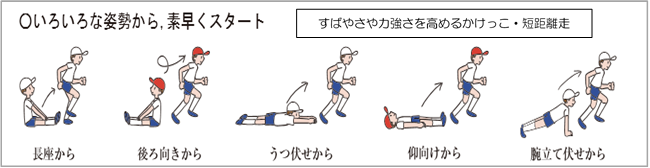 ○いろいろな姿勢から,素早くスタート
すばやさや力強さを高めるかけっこ・短距離走
長座から
後ろ向きから
うつ伏せから
仰向けから
腕立て伏せから